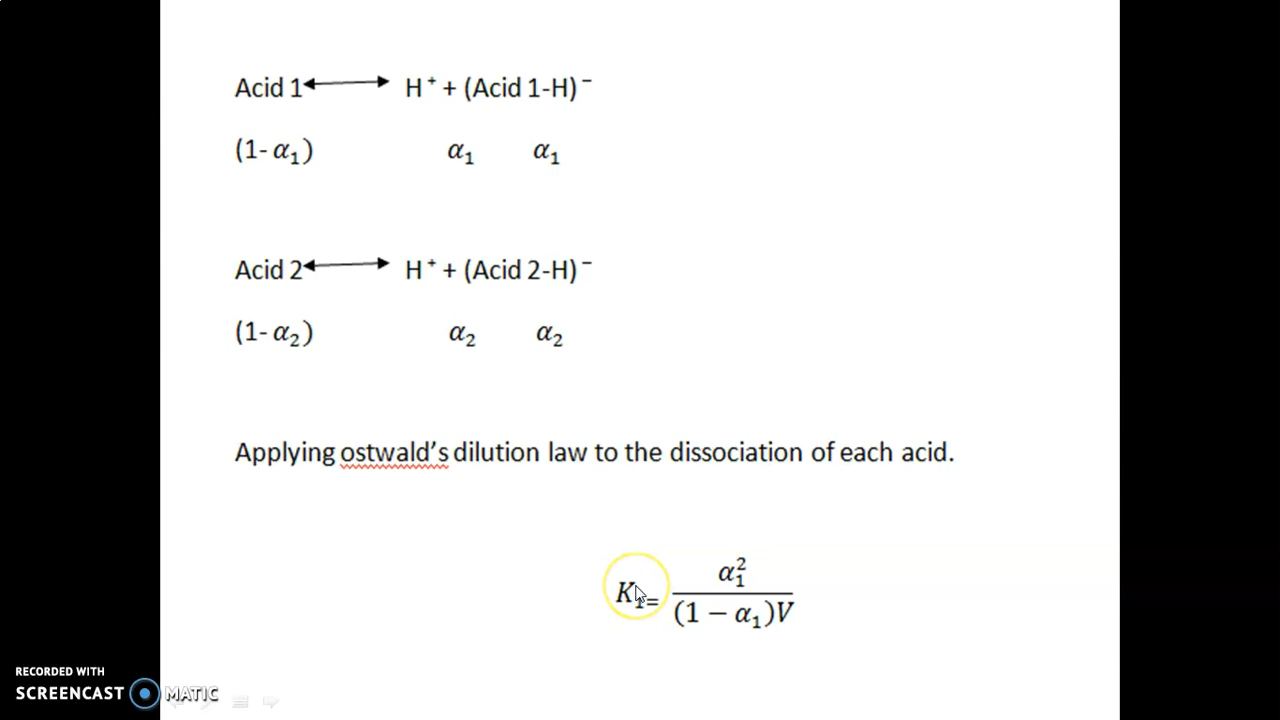 Acid 1⟷ H⁺ + (Acid 1-H)⁻
(1- α₁) α₁ α₁
Acid 2⟷ H⁺ + (Acid 2-H)⁻
(1- α₂) α₂ α₂
Applying ostwald's dilution law to the dissociation of each acid.
K₁₌ α₁² / (1 − α₁)V
RECORDED WITH
SCREENCAST MATIC